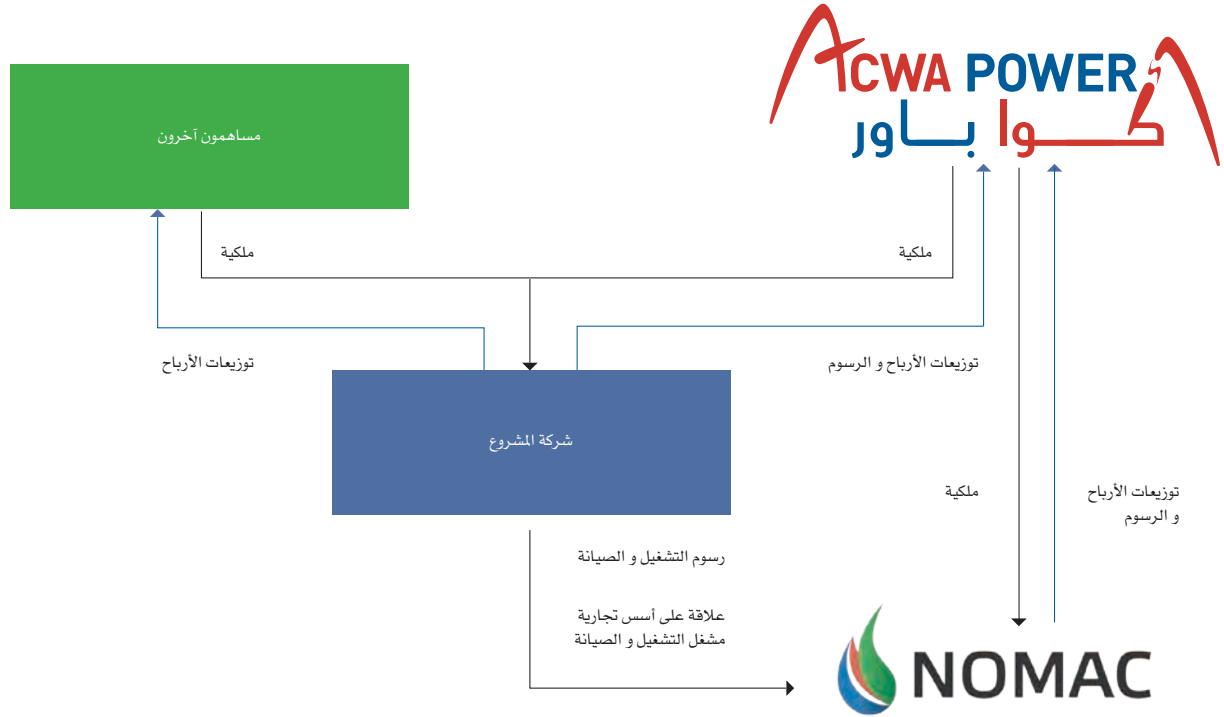 ACWA POWER
أكوا باور
مساهمون آخرون
ملكية
ملكية
توزيعات الأرباح و الرسوم
توزيعات الأرباح
شركة المشروع
توزيعات الأرباح
و الرسوم
ملكية
رسوم التشغيل و الصيانة
علاقة على أسس تجارية
مشغل التشغيل و الصيانة
NOMAC